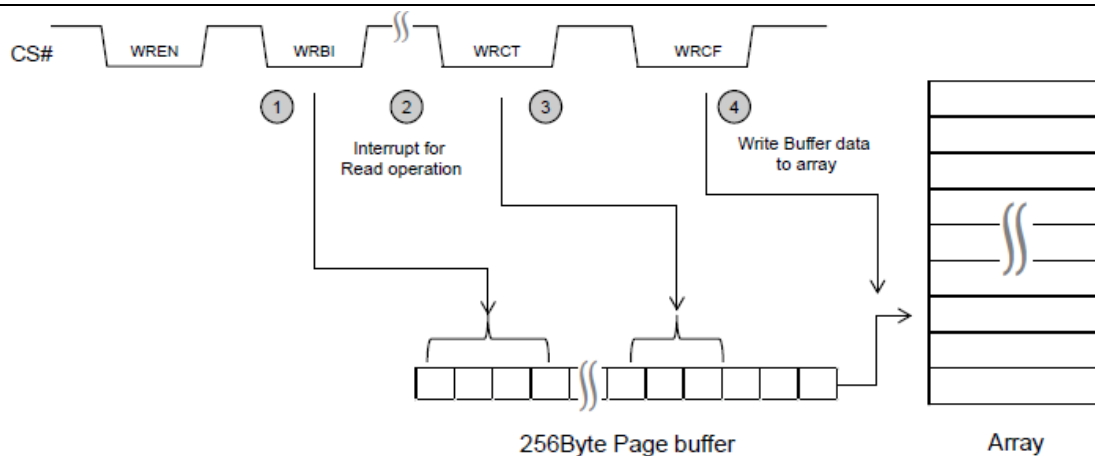 CS#
WREN
WRBI
WRCT
WRCF
1
2
3
4
Interrupt for
Read operation
Write Buffer data
to array
256Byte Page buffer
Array